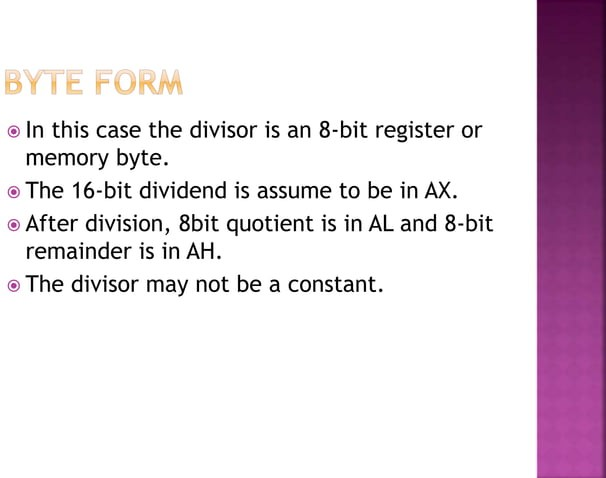 BYTE FORM
In this case the divisor is an 8-bit register or
memory byte.
The 16-bit dividend is assume to be in AX.
After division, 8bit quotient is in AL and 8-bit
remainder is in AH.
The divisor may not be a constant.